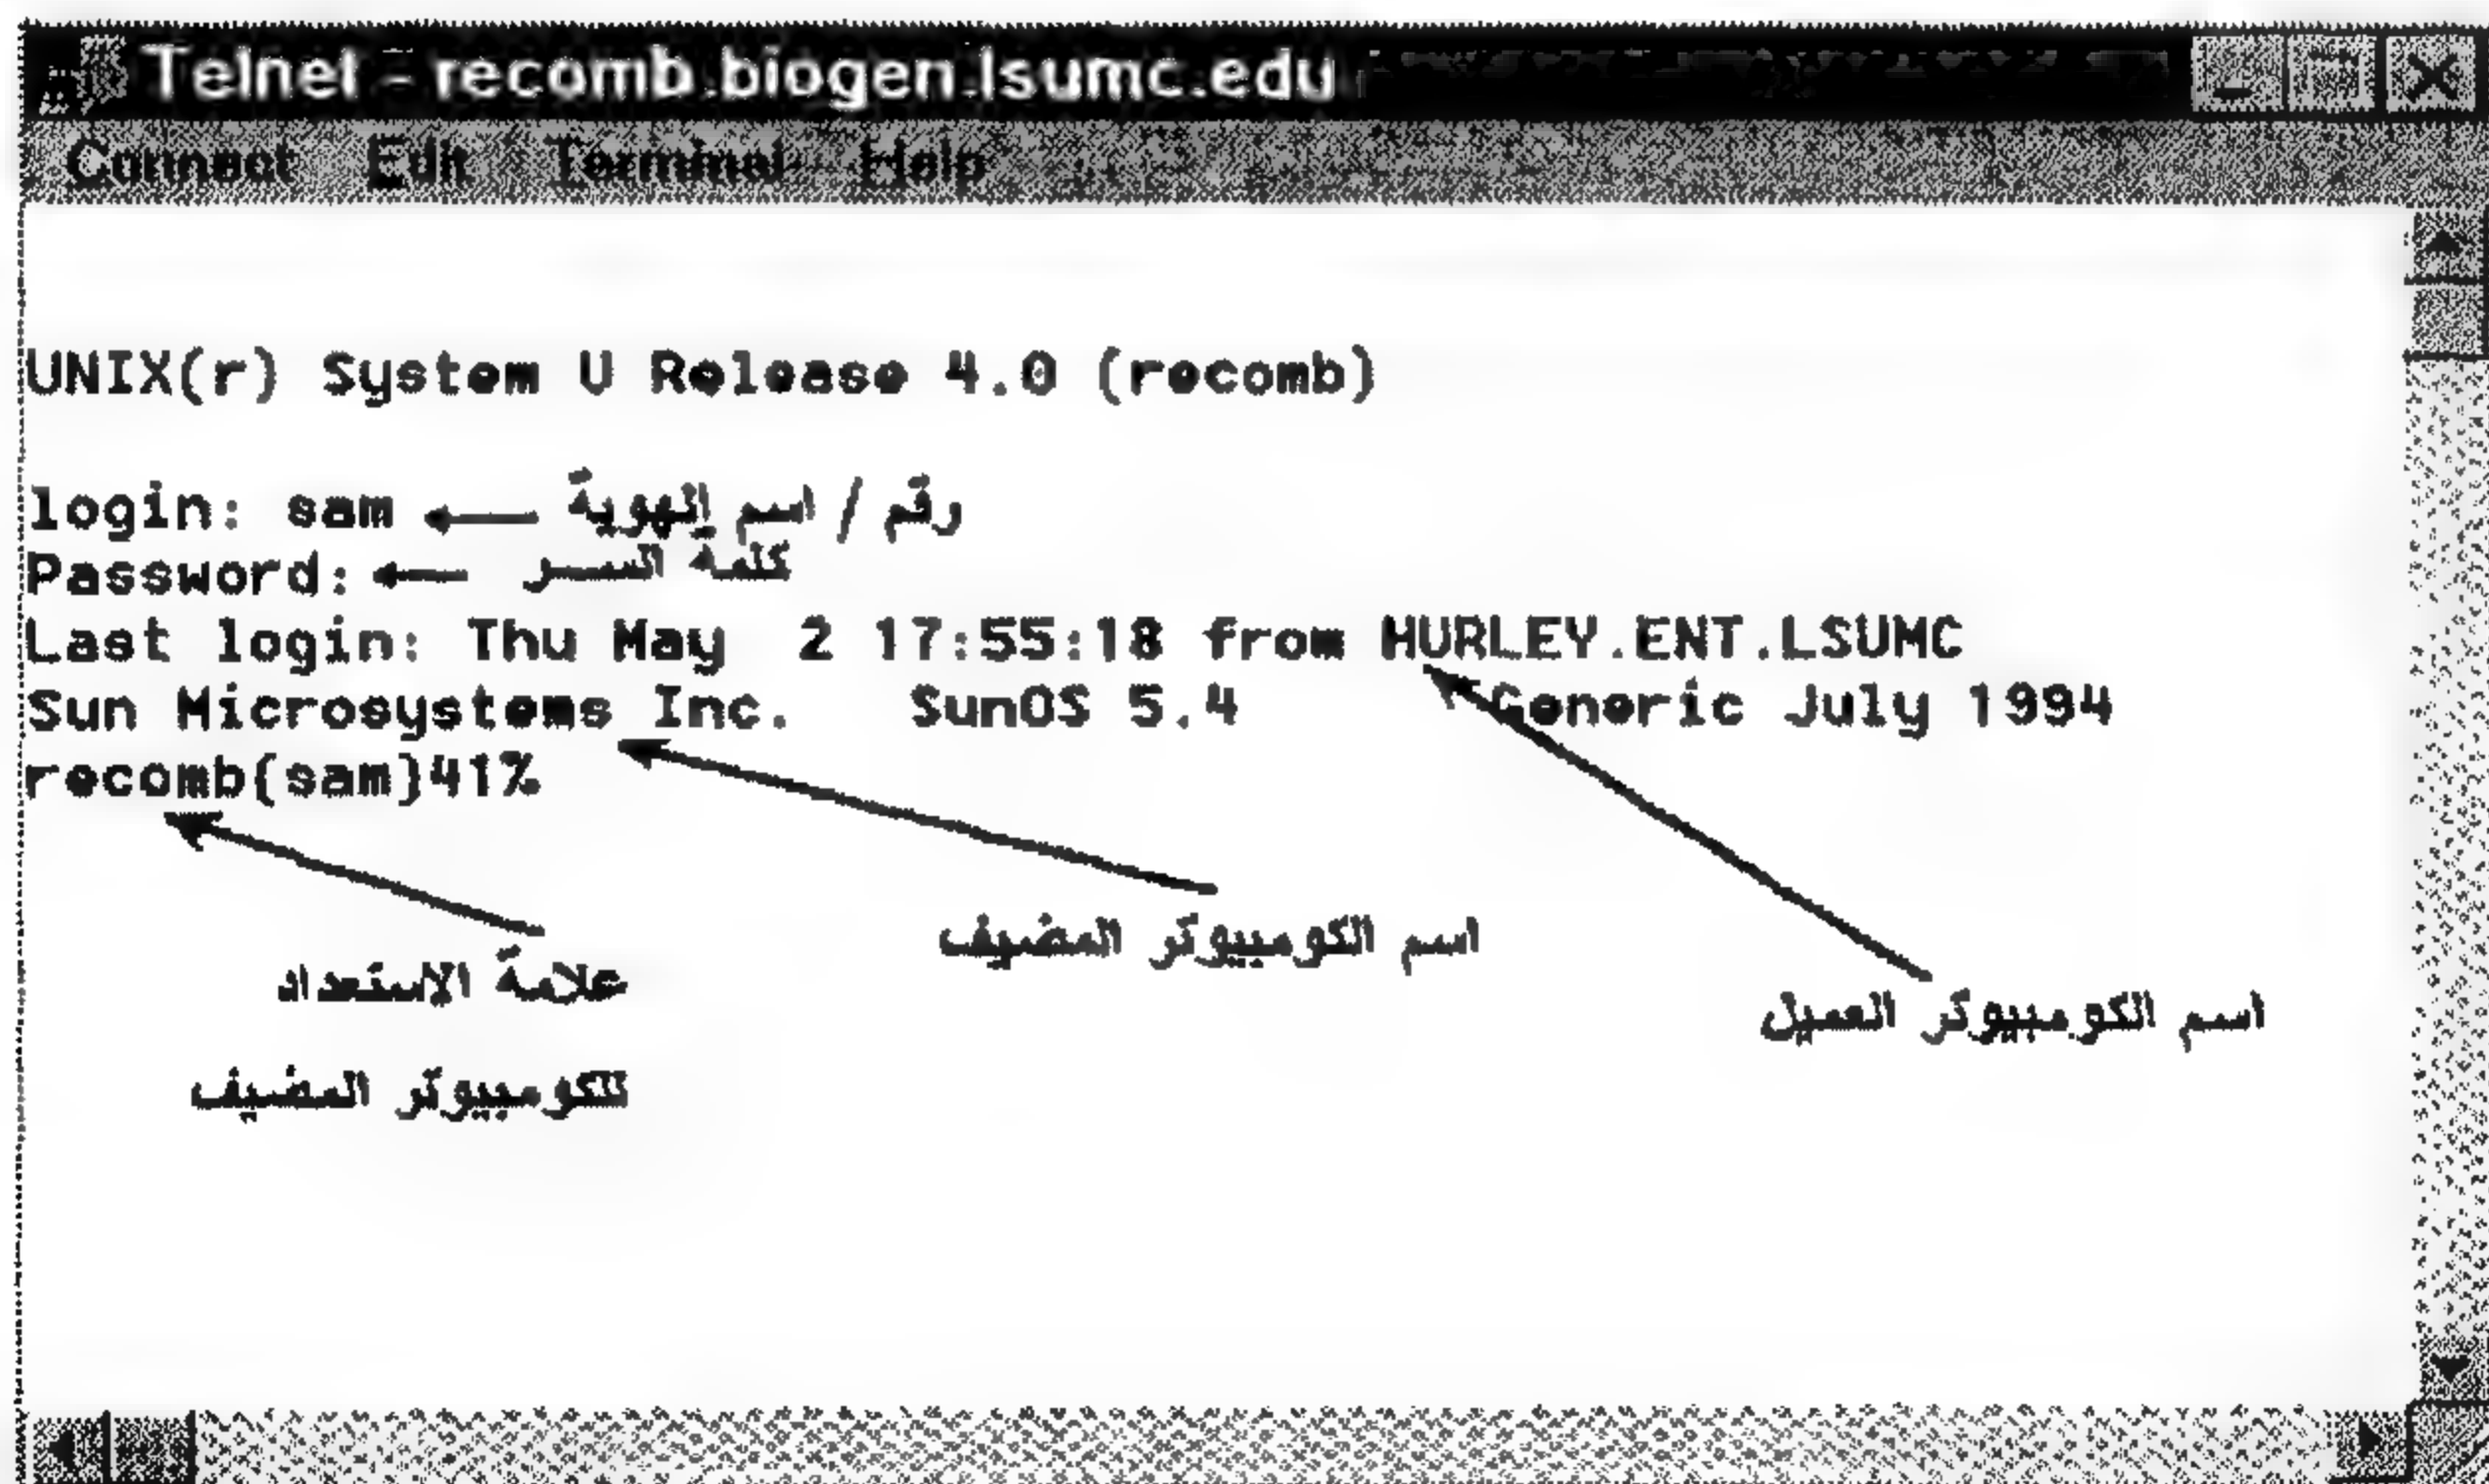 Telnet - recomb.biogen.lsumc.edu
Connect Edit Terminal Help
UNIX(r) System U Release 4.0 (recomb)
login: sam رقم / اسم الهوية
Password: كلمة السر
Last login: Thu May 2 17:55:18 from HURLEY.ENT.LSUMC
Sun Microsystems Inc. SunOS 5.4 Generic July 1994
recomb{sam}41%
اسم الكومبيوتر المضيف
علامة الاستعداد
للكومبيوتر المضيف
اسم الكومبيوتر العميل